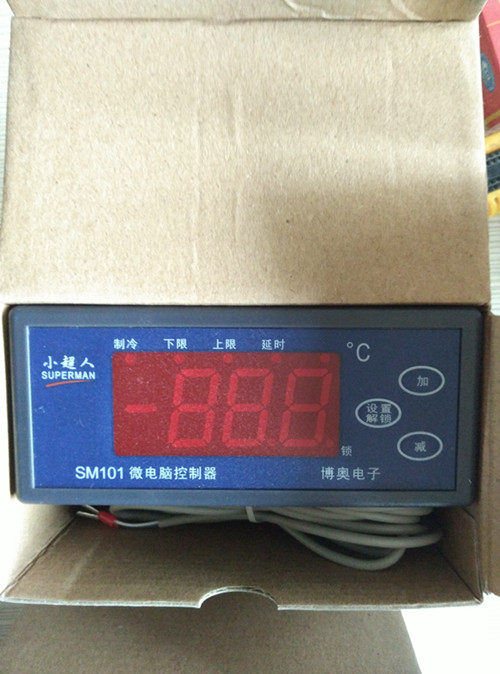 制冷 下限 上限 延时
℃
小超人
SUPERMAN
加
设置
解锁
减
锁
SM101 微电脑控制器
博奥电子